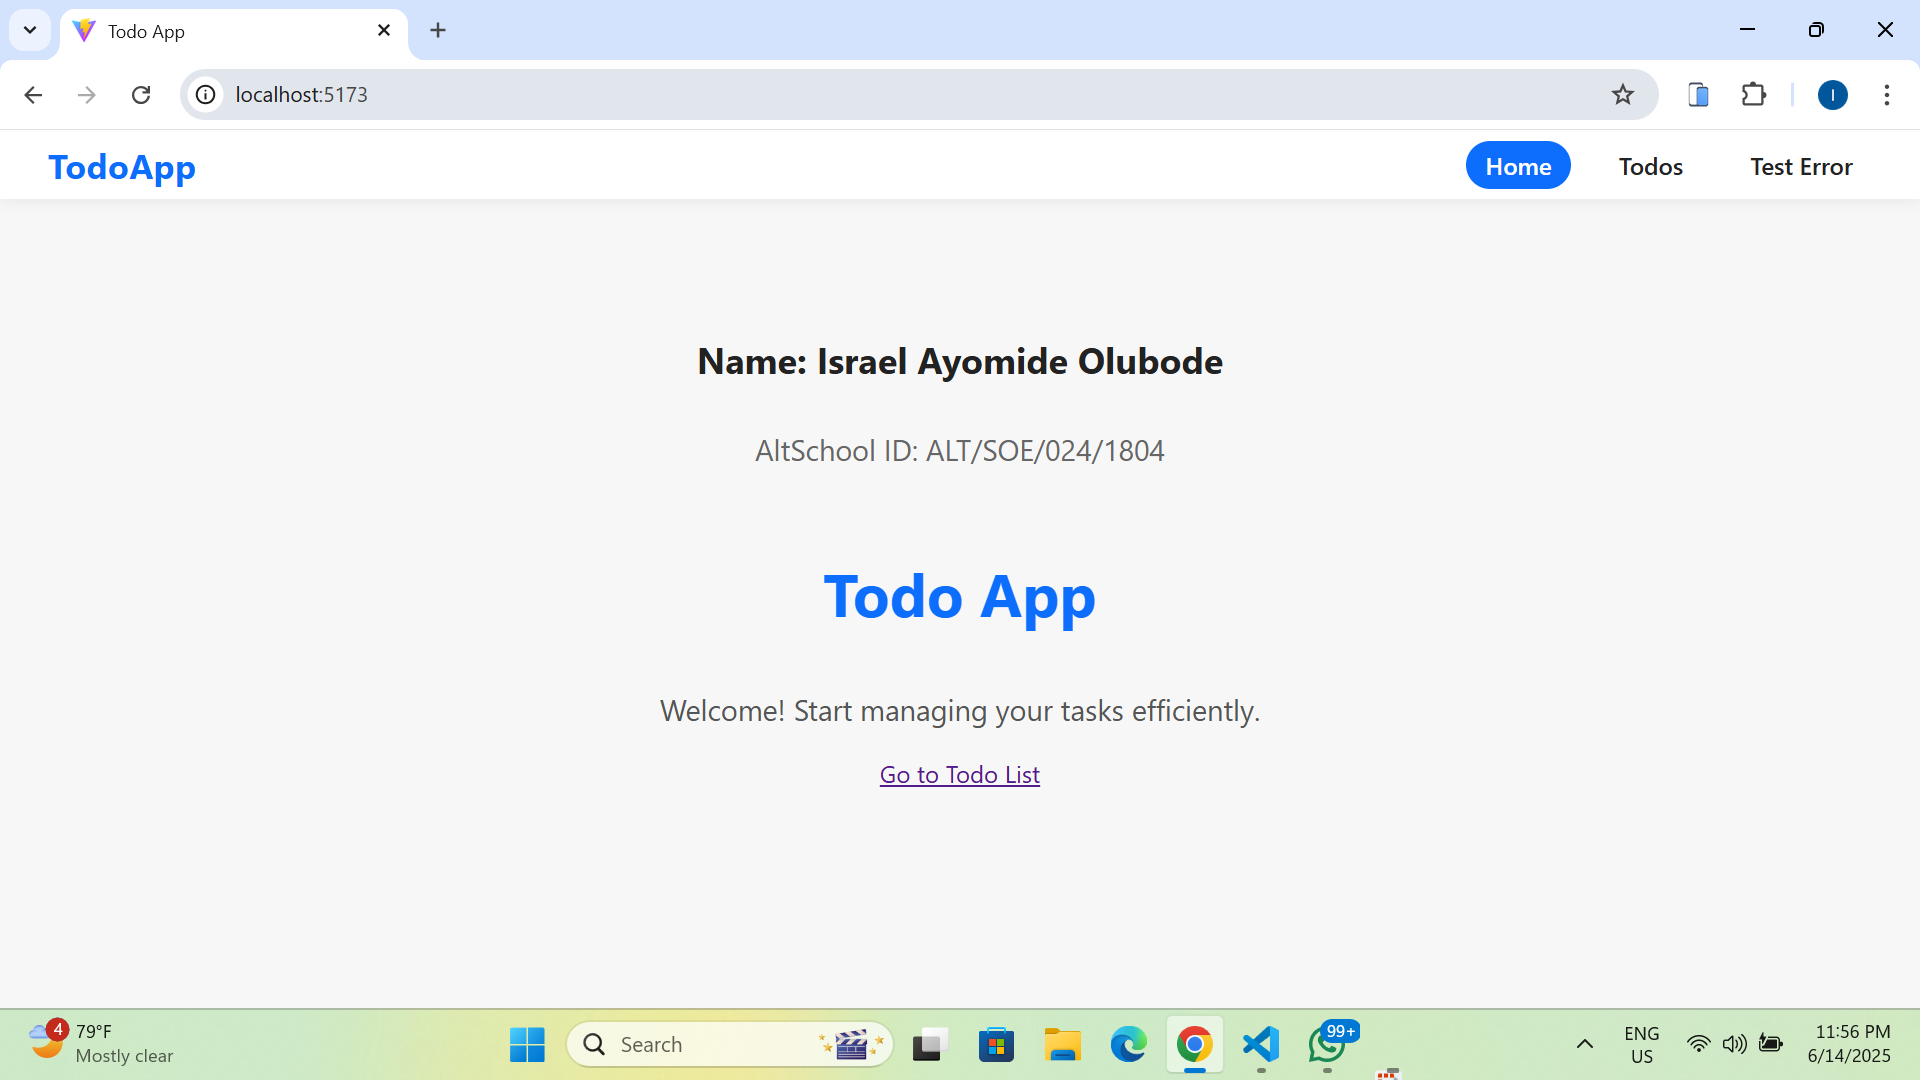 Todo App
localhost:5173
I
TodoApp
Home
Todos
Test Error
Name: Israel Ayomide Olubode
AltSchool ID: ALT/SOE/024/1804
Todo App
Welcome! Start managing your tasks efficiently.
Go to Todo List
4
79°F
Mostly clear
Search
99+
ENG
US
11:56 PM
6/14/2025